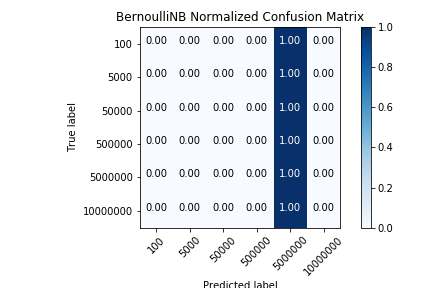 BernoulliNB Normalized Confusion Matrix
100 0.00 0.00 0.00 0.00 1.00 0.00
5000 0.00 0.00 0.00 0.00 1.00 0.00
50000 0.00 0.00 0.00 0.00 1.00 0.00
500000 0.00 0.00 0.00 0.00 1.00 0.00
5000000 0.00 0.00 0.00 0.00 1.00 0.00
10000000 0.00 0.00 0.00 0.00 1.00 0.00
True label
100 5000 50000 500000 5000000 10000000
Predicted label
1.0
0.8
0.6
0.4
0.2
0.0